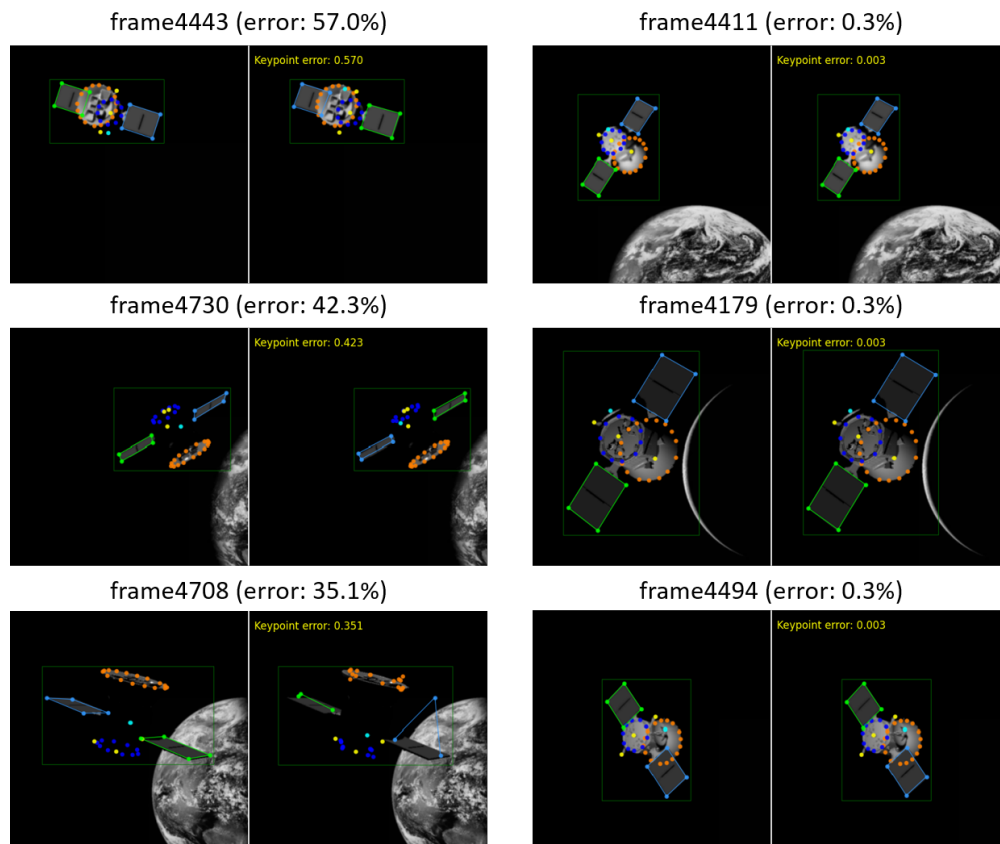 frame4443 (error: 57.0%)
Keypoint error: 0.570
frame4411 (error: 0.3%)
Keypoint error: 0.003
frame4730 (error: 42.3%)
Keypoint error: 0.423
frame4179 (error: 0.3%)
Keypoint error: 0.003
frame4708 (error: 35.1%)
Keypoint error: 0.351
frame4494 (error: 0.3%)
Keypoint error: 0.003